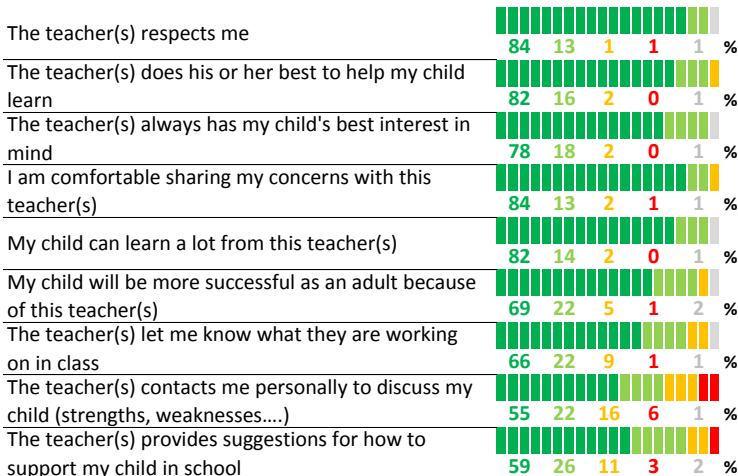 The teacher(s) respects me
84 13 1 1 1 %
The teacher(s) does his or her best to help my child
learn
82 16 2 0 1 %
The teacher(s) always has my child's best interest in
mind
78 18 2 0 1 %
I am comfortable sharing my concerns with this
teacher(s)
84 13 2 1 1 %
My child can learn a lot from this teacher(s)
82 14 2 0 1 %
My child will be more successful as an adult because
of this teacher(s)
69 22 5 1 2 %
The teacher(s) let me know what they are working
on in class
66 22 9 1 1 %
The teacher(s) contacts me personally to discuss my
child (strengths, weaknesses....)
55 22 16 6 1 %
The teacher(s) provides suggestions for how to
support my child in school
59 26 11 3 2 %